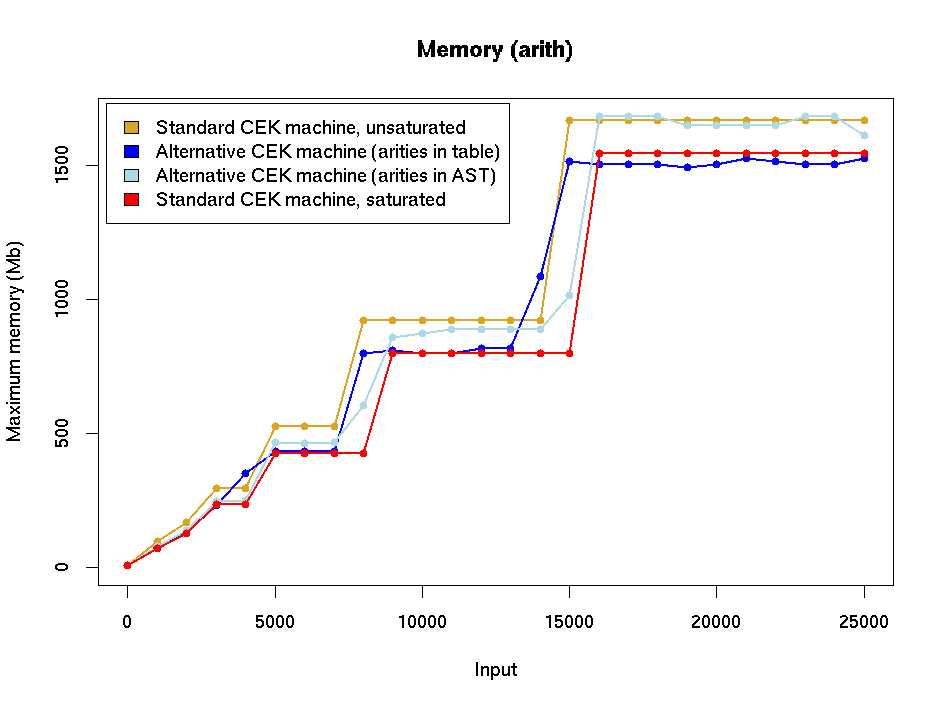 Memory (arith)
Standard CEK machine, unsaturated
Alternative CEK machine (arities in table)
Alternative CEK machine (arities in AST)
Standard CEK machine, saturated
Maximum memory (Mb)
1500
1000
500
0
0 5000 10000 15000 20000 25000
Input